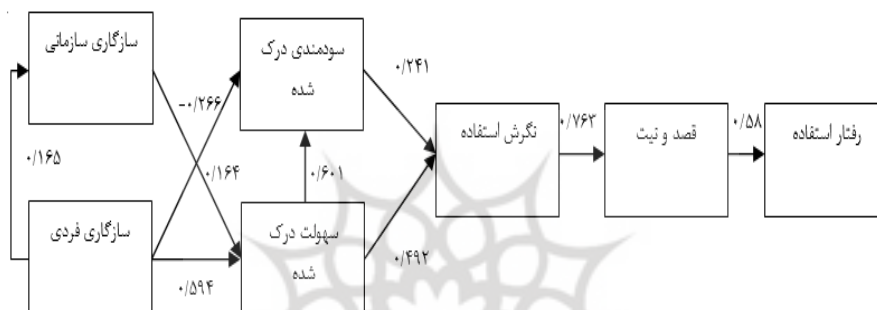 سازگاری سازمانی
سودمندی درک
شده
۰/۲۴۱
-۰/۲۶۶
نگرش استفاده
۰/۷۶۳
قصد و نیت
۰/۵۸
رفتار استفاده
۰/۱۶۵
۰/۱۶۴
۰/۶۰۱
سازگاری فردی
سهولت درک
شده
۰/۴۹۲
۰/۵۹۴